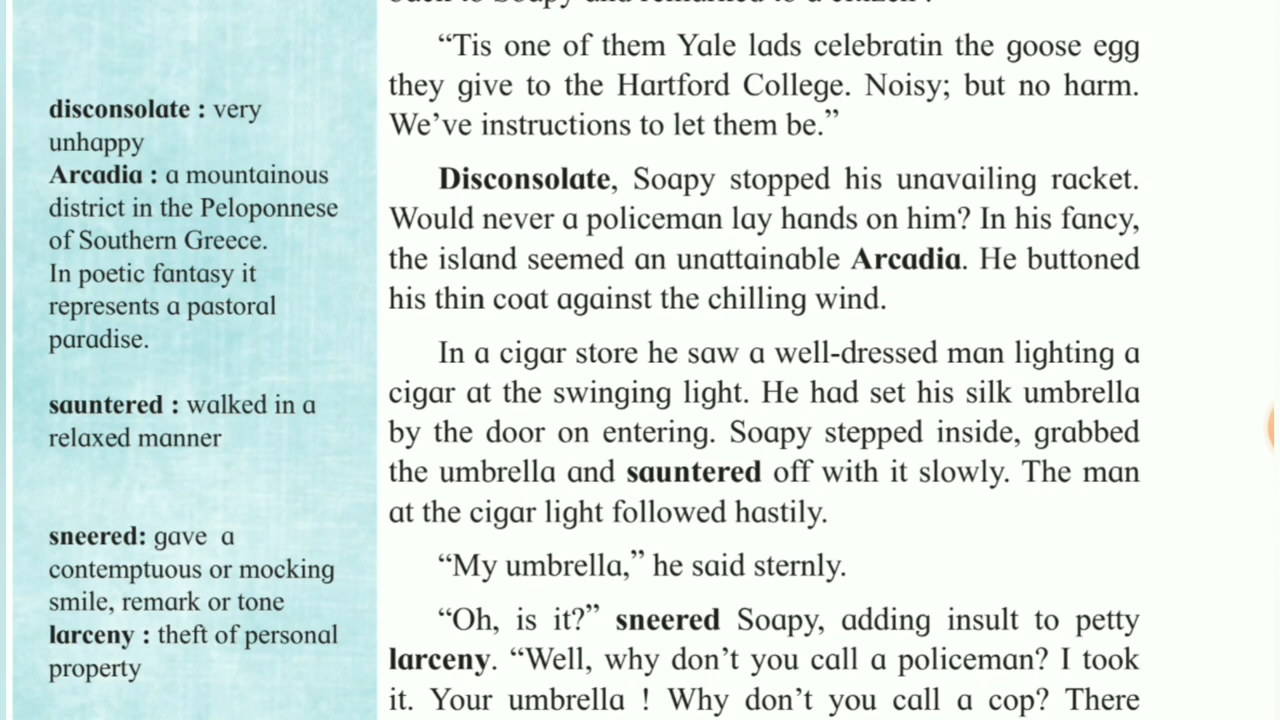 disconsolate : very
unhappy
Arcadia : a mountainous
district in the Peloponnese
of Southern Greece.
In poetic fantasy it
represents a pastoral
paradise.
sauntered : walked in a
relaxed manner
sneered: gave a
contemptuous or mocking
smile, remark or tone
larceny : theft of personal
property
“Tis one of them Yale lads celebratin the goose egg
they give to the Hartford College. Noisy; but no harm.
We’ve instructions to let them be.”
Disconsolate, Soapy stopped his unavailing racket.
Would never a policeman lay hands on him? In his fancy,
the island seemed an unattainable Arcadia. He buttoned
his thin coat against the chilling wind.
In a cigar store he saw a well-dressed man lighting a
cigar at the swinging light. He had set his silk umbrella
by the door on entering. Soapy stepped inside, grabbed
the umbrella and sauntered off with it slowly. The man
at the cigar light followed hastily.
“My umbrella,” he said sternly.
“Oh, is it?” sneered Soapy, adding insult to petty
larceny. “Well, why don’t you call a policeman? I took
it. Your umbrella ! Why don’t you call a cop? There